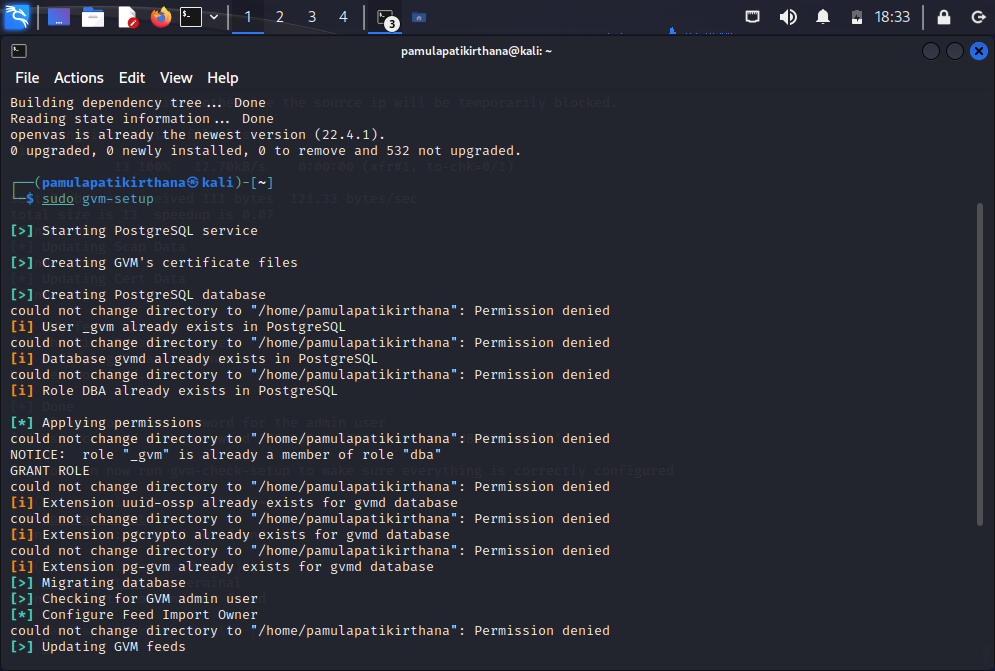 1 2 3 4 3 18:33
pamulapatikirthana@kali: ~
File Actions Edit View Help
Building dependency tree... Done
Reading state information... Done
openvas is already the newest version (22.4.1).
0 upgraded, 0 newly installed, 0 to remove and 532 not upgraded.
┌──(pamulapatikirthana㉿kali)-[~]
└─$ sudo gvm-setup
[>] Starting PostgreSQL service
[>] Creating GVM's certificate files
[>] Creating PostgreSQL database
could not change directory to "/home/pamulapatikirthana": Permission denied
[i] User _gvm already exists in PostgreSQL
could not change directory to "/home/pamulapatikirthana": Permission denied
[i] Database gvmd already exists in PostgreSQL
could not change directory to "/home/pamulapatikirthana": Permission denied
[i] Role DBA already exists in PostgreSQL
[*] Applying permissions
could not change directory to "/home/pamulapatikirthana": Permission denied
NOTICE:  role "_gvm" is already a member of role "dba"
GRANT ROLE
could not change directory to "/home/pamulapatikirthana": Permission denied
[i] Extension uuid-ossp already exists for gvmd database
could not change directory to "/home/pamulapatikirthana": Permission denied
[i] Extension pgcrypto already exists for gvmd database
could not change directory to "/home/pamulapatikirthana": Permission denied
[i] Extension pg-gvm already exists for gvmd database
[>] Migrating database
[>] Checking for GVM admin user
[*] Configure Feed Import Owner
could not change directory to "/home/pamulapatikirthana": Permission denied
[>] Updating GVM feeds